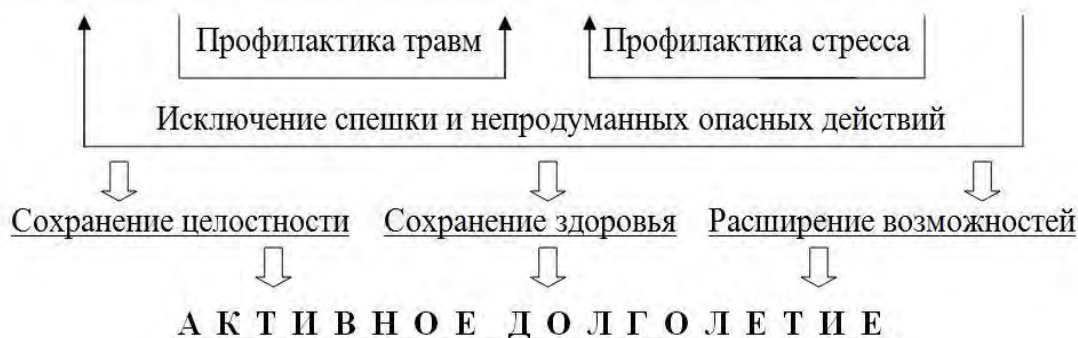 Профилактика травм Профилактика стресса
Исключение спешки и непродуманных опасных действий
Сохранение целостности Сохранение здоровья Расширение возможностей
А К Т И В Н О Е  Д О Л Г О Л Е Т И Е